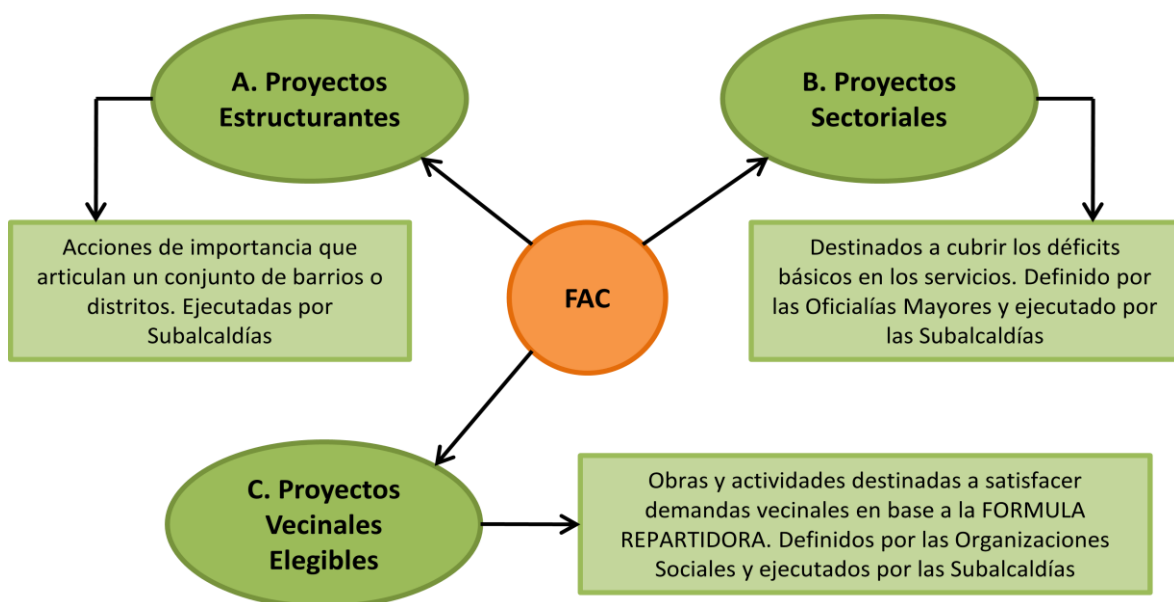 A. Proyectos
Estructurantes
B. Proyectos
Sectoriales
Acciones de importancia que
articulan un conjunto de barrios o
distritos. Ejecutadas por
Subalcaldías
FAC
Destinados a cubrir los déficits
básicos en los servicios. Definido por
las Oficialías Mayores y ejecutado por
las Subalcaldías
C. Proyectos
Vecinales
Elegibles
Obras y actividades destinadas a satisfacer
demandas vecinales en base a la FORMULA
REPARTIDORA. Definidos por las Organizaciones
Sociales y ejecutados por las Subalcaldías